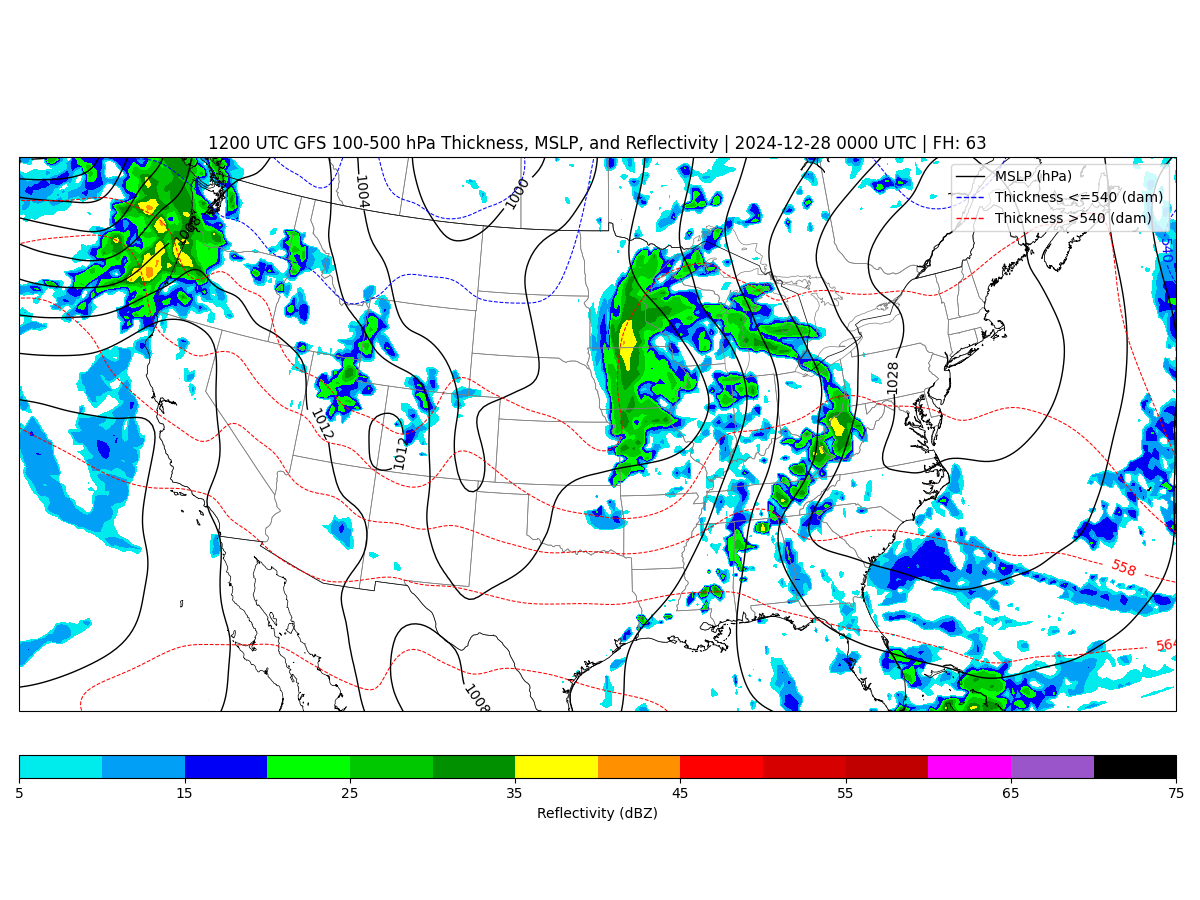 1200 UTC GFS 100-500 hPa Thickness, MSLP, and Reflectivity | 2024-12-28 0000 UTC | FH: 63
MSLP (hPa)
Thickness <=540 (dam)
Thickness >540 (dam)
1004
1000
540
1028
1012
1012
558
564
1008
5 15 25 35 45 55 65 75
Reflectivity (dBZ)